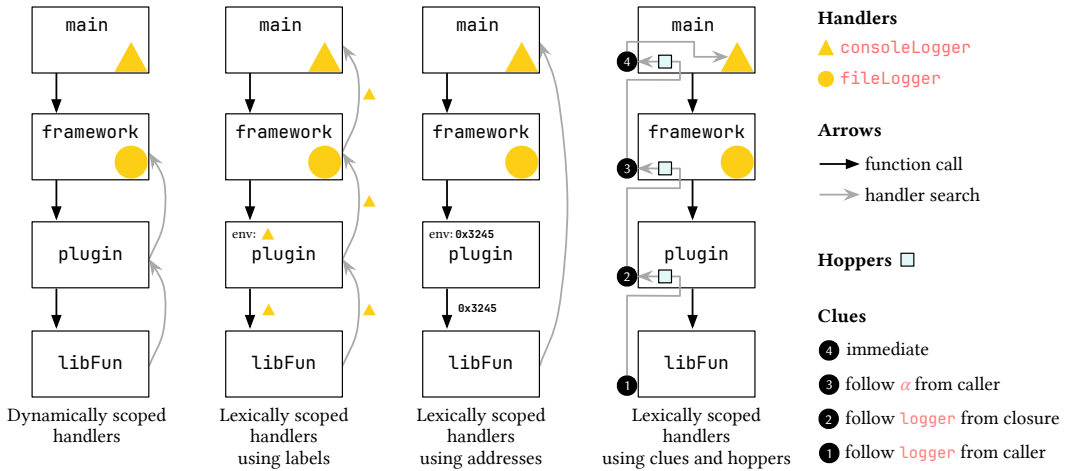 main
framework
plugin
libFun
Dynamically scoped
handlers
main
framework
env:
plugin
libFun
Lexically scoped
handlers
using labels
main
framework
env: 0x3245
plugin
0x3245
libFun
Lexically scoped
handlers
using addresses
main
4
framework
3
plugin
2
libFun
1
Lexically scoped
handlers
using clues and hoppers
Handlers
consoleLogger
fileLogger
Arrows
function call
handler search
Hoppers
Clues
4 immediate
3 follow α from caller
2 follow logger from closure
1 follow logger from caller